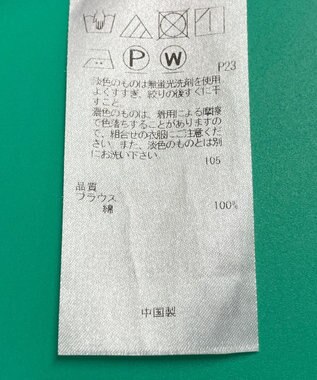 P W
P23
淡色のものは無蛍光洗剤を使用
よくすすぎ、絞りの後すぐに干
すこと。
濃色のものは、着用による摩擦
で色落ちすることがありますの
で、組合せの衣服にご注意くだ
さい。また、淡色のものとは別
にお洗い下さい。
105
品質
ブラウス
綿 100%
中国製